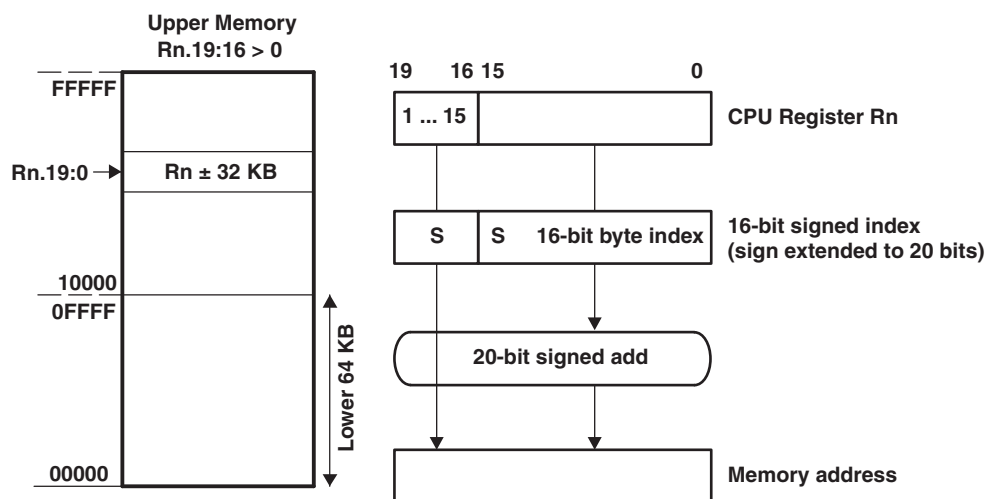 Upper Memory
Rn.19:16 > 0
FFFFF
Rn.19:0
Rn ± 32 KB
10000
0FFFF
Lower 64 KB
00000
19 16 15 0
1 ... 15
CPU Register Rn
S S 16-bit byte index
16-bit signed index
(sign extended to 20 bits)
20-bit signed add
Memory address